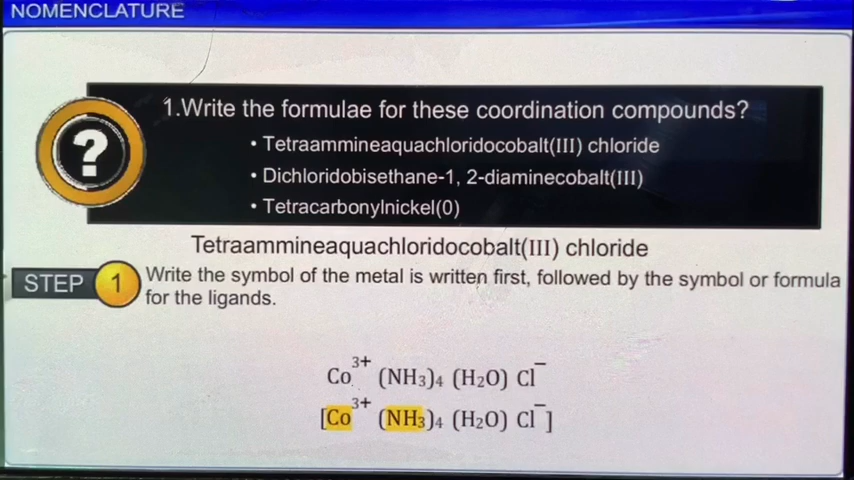 NOMENCLATURE
?
1.Write the formulae for these coordination compounds?
• Tetraammineaquachloridocobalt(III) chloride
• Dichloridobisethane-1, 2-diaminecobalt(III)
• Tetracarbonylnickel(0)
Tetraammineaquachloridocobalt(III) chloride
STEP 1 Write the symbol of the metal is written first, followed by the symbol or formula
for the ligands.
Co³⁺ (NH₃)₄ (H₂O) Cl⁻
[Co³⁺ (NH₃)₄ (H₂O) Cl⁻]